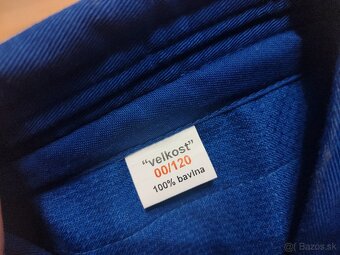 "velkost"
00/120
100% bavlna
Bazos.sk